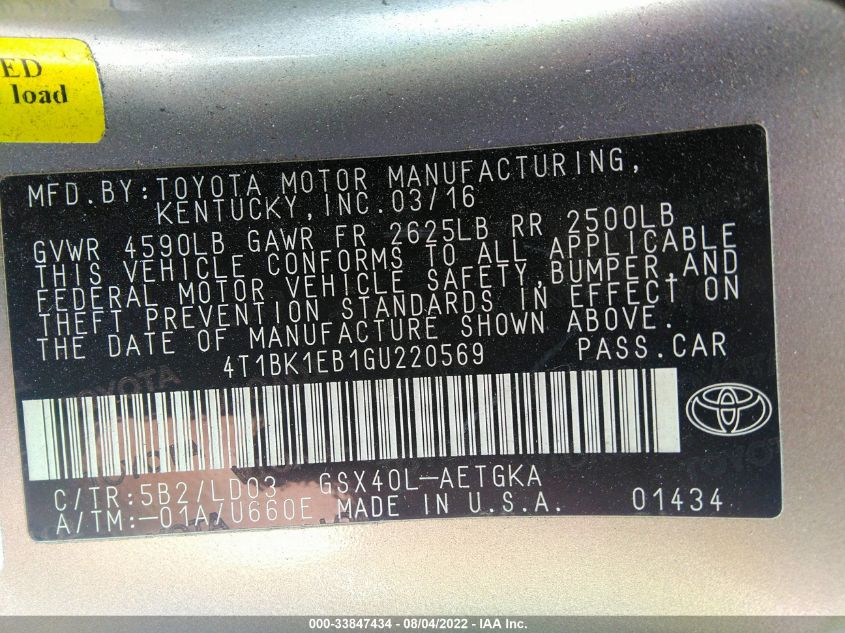 ED
load
MFD.BY:TOYOTA MOTOR MANUFACTURING,
KENTUCKY,INC.03/16
GVWR 4590LB GAWR FR 2625LB RR 2500LB
THIS VEHICLE CONFORMS TO ALL APPLICABLE
FEDERAL MOTOR VEHICLE SAFETY,BUMPER,AND
THEFT PREVENTION STANDARDS IN EFFECT ON
THE DATE OF MANUFACTURE SHOWN ABOVE.
4T1BK1EB1GU220569 PASS.CAR
C/TR:5B2/LD03 GSX40L-AETGKA
A/TM:-01A/U660E MADE IN U.S.A. 01434
000-33847434 - 08/04/2022 - IAA Inc.